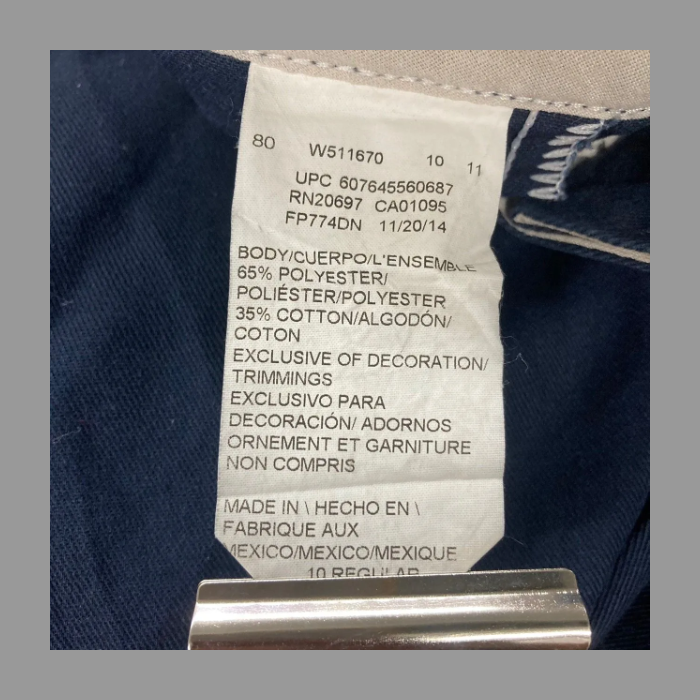 80 W511670 10 11
UPC 607645560687
RN20697 CA01095
FP774DN 11/20/14
BODY/CUERPO/L'ENSEMBLE
65% POLYESTER/
POLIÉSTER/POLYESTER
35% COTTON/ALGODÓN/
COTON
EXCLUSIVE OF DECORATION/
TRIMMINGS
EXCLUSIVO PARA
DECORACIÓN/ ADORNOS
ORNEMENT ET GARNITURE
NON COMPRIS
MADE IN \ HECHO EN \
FABRIQUE AUX
MEXICO/MEXICO/MEXIQUE
10 REGULAR